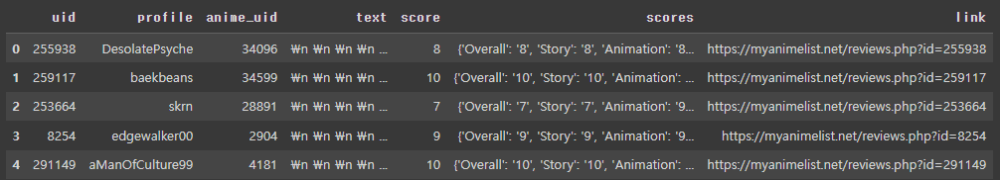 uid profile anime_uid text score scores link
0 255938 DesolatePsyche 34096 ₩n ₩n ₩n ₩n ... 8 {'Overall': '8', 'Story': '8', 'Animation': '8... https://myanimelist.net/reviews.php?id=255938
1 259117 baekbeans 34599 ₩n ₩n ₩n ₩n ... 10 {'Overall': '10', 'Story': '10', 'Animation':... https://myanimelist.net/reviews.php?id=259117
2 253664 skrn 28891 ₩n ₩n ₩n ₩n ... 7 {'Overall': '7', 'Story': '7', 'Animation': '9... https://myanimelist.net/reviews.php?id=253664
3 8254 edgewalker00 2904 ₩n ₩n ₩n ₩n ... 9 {'Overall': '9', 'Story': '9', 'Animation': '9... https://myanimelist.net/reviews.php?id=8254
4 291149 aManOfCulture99 4181 ₩n ₩n ₩n ₩n ... 10 {'Overall': '10', 'Story': '10', 'Animation':... https://myanimelist.net/reviews.php?id=291149